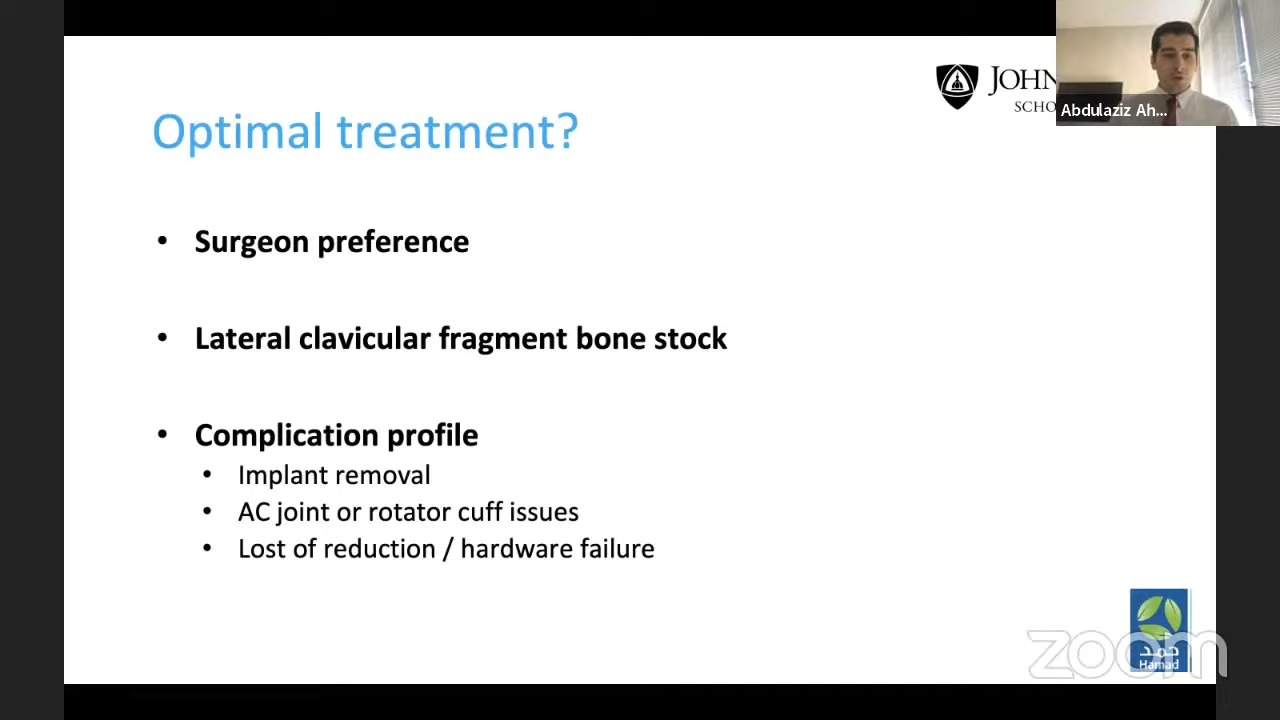 JOHN
SCHO
Abdulaziz Ah...
Optimal treatment?
• Surgeon preference
• Lateral clavicular fragment bone stock
• Complication profile
• Implant removal
• AC joint or rotator cuff issues
• Lost of reduction / hardware failure
حمد
Hamad
zoom